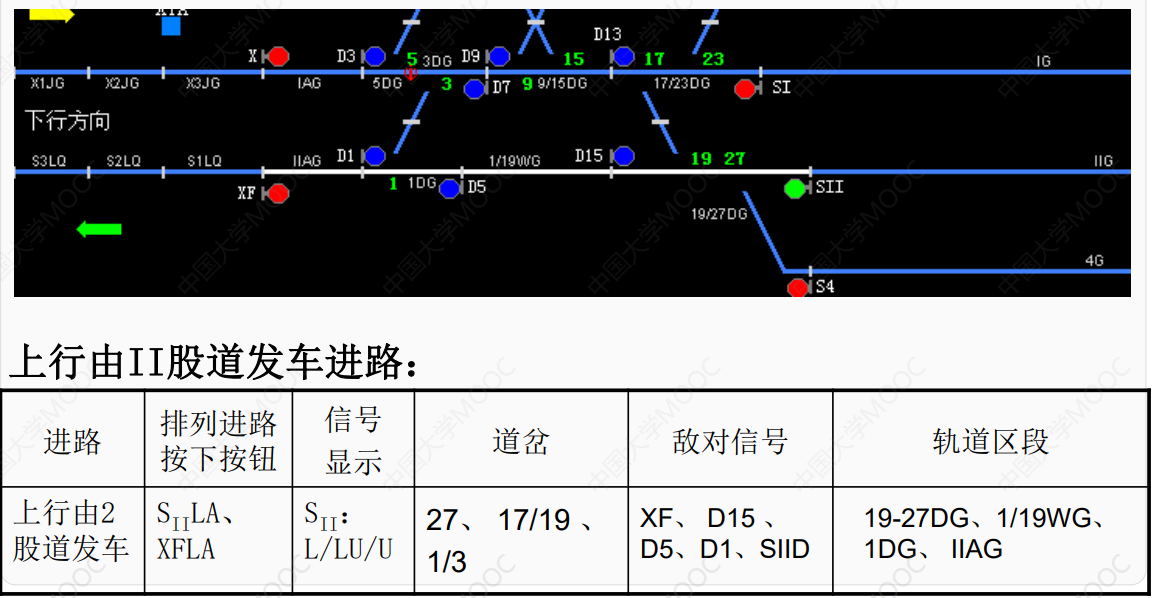 X D3 5 3DG D9 15 D13 17 23 IG
X1JG X2JG X3JG IAG 5DG 3 D7 9 9/15DG 17/23DG SI
下行方向
S3LQ S2LQ S1LQ IIAG D1 1/19WG D15 19 27 IIG
XF 1 1DG D5 SII
19/27DG
4G
S4
上行由II股道发车进路：
进路 排列进路按下按钮 信号显示 道岔 敌对信号 轨道区段
上行由2 SIILA、 SII： 27、 17/19 、 XF、 D15 、 19-27DG、1/19WG、
股道发车 XFLA L/LU/U 1/3 D5、D1、SIID 1DG、 IIAG
中国大学MOOC